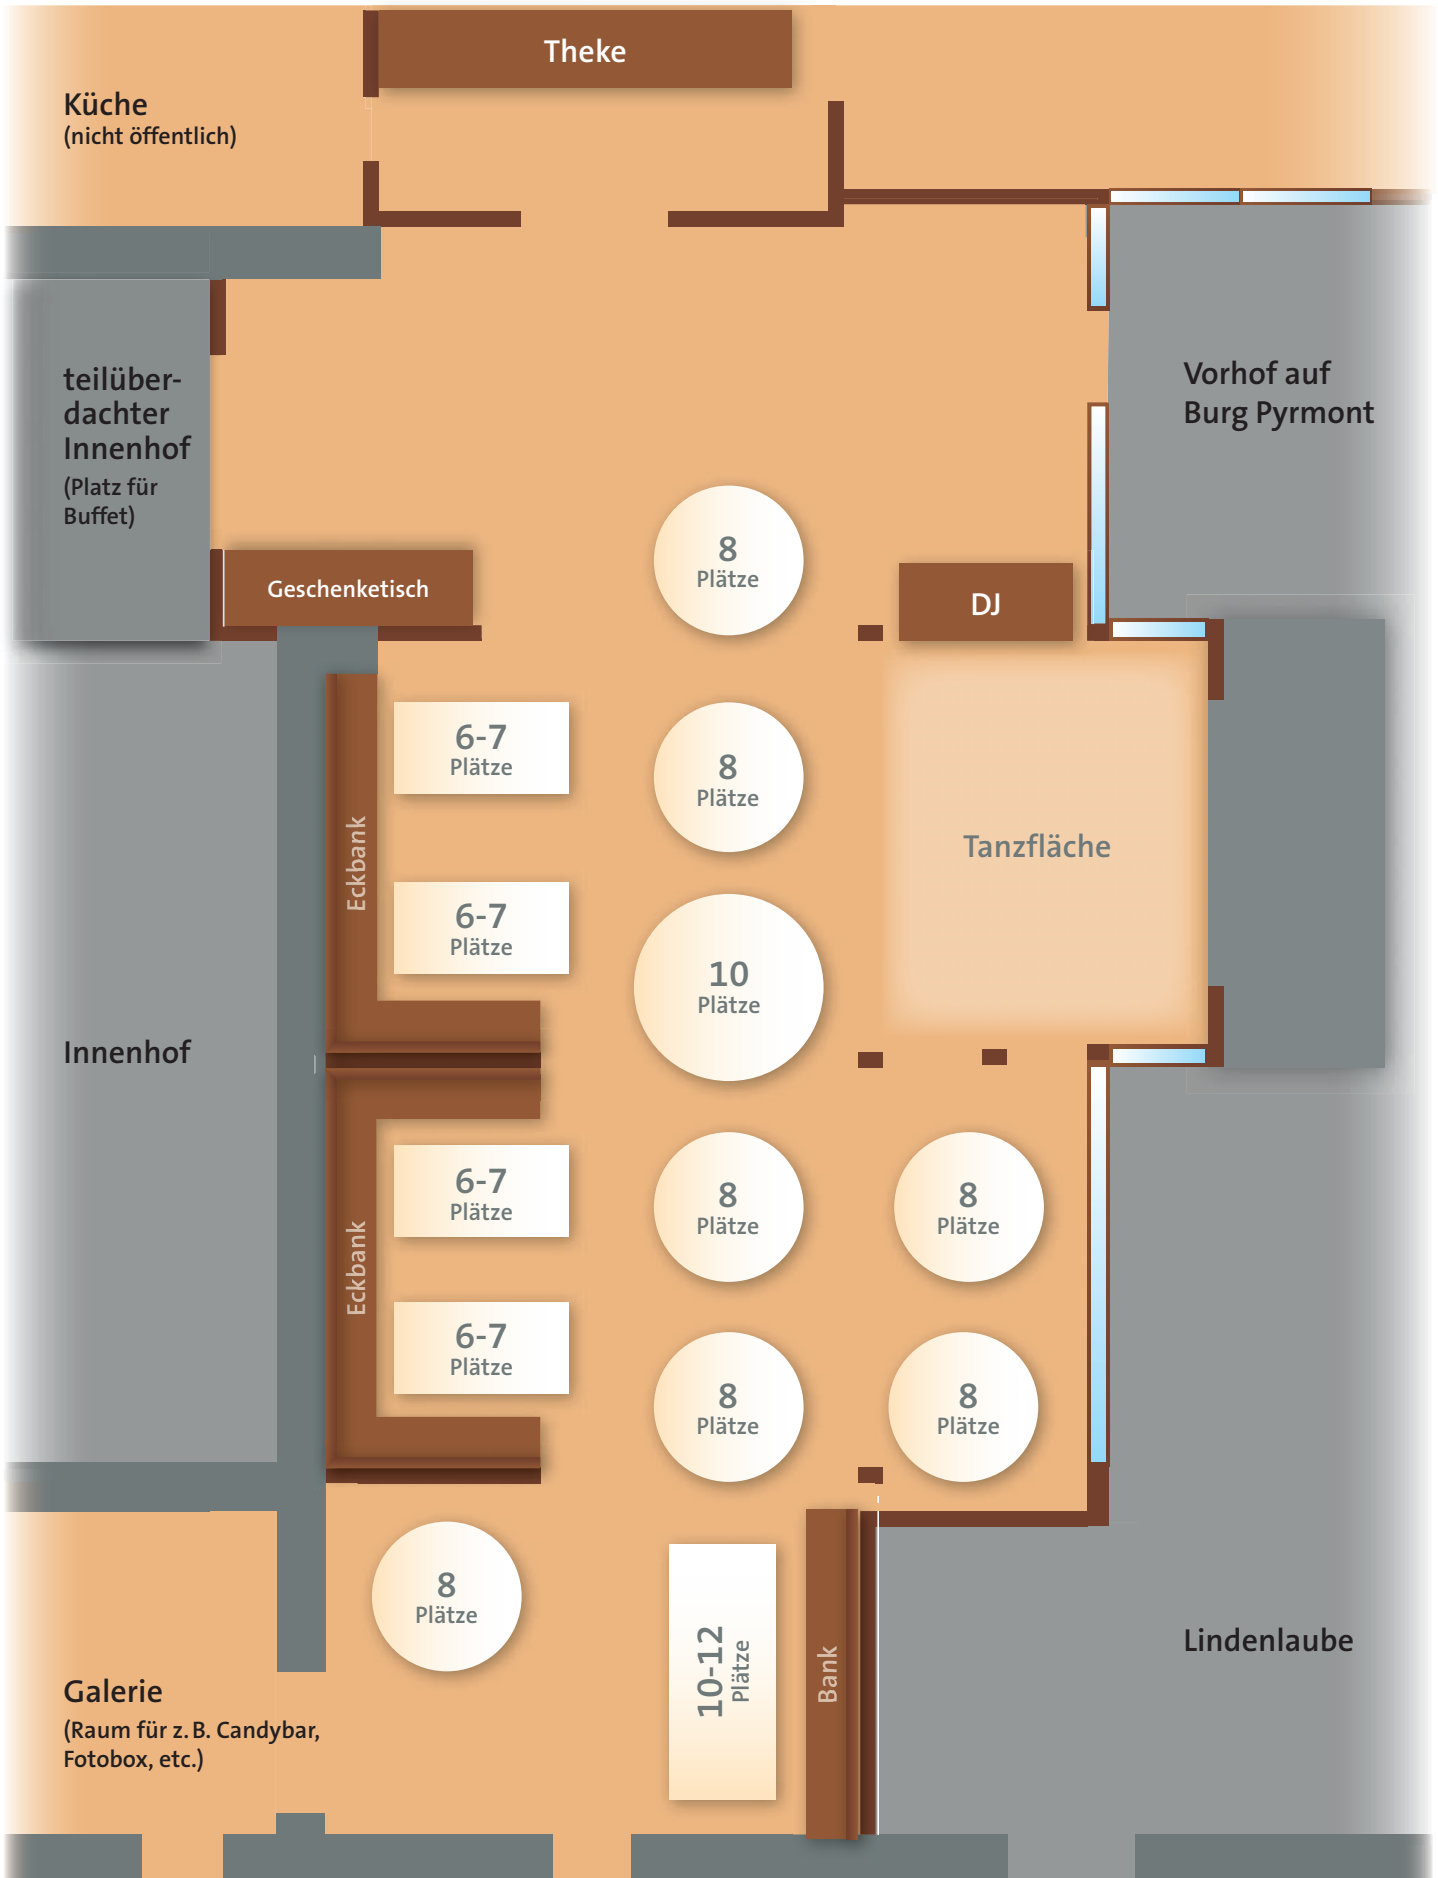 Theke
Küche
(nicht öffentlich)
teilüber-
dachter
Innenhof
(Platz für
Buffet)
Vorhof auf
Burg Pyrmont
Geschenketisch
8
Plätze
DJ
6-7
Plätze
8
Plätze
Eckbank
Tanzfläche
6-7
Plätze
10
Plätze
Innenhof
6-7
Plätze
8
Plätze
8
Plätze
Eckbank
6-7
Plätze
8
Plätze
8
Plätze
8
Plätze
10-12
Plätze
Bank
Lindenlaube
Galerie
(Raum für z. B. Candybar,
Fotobox, etc.)